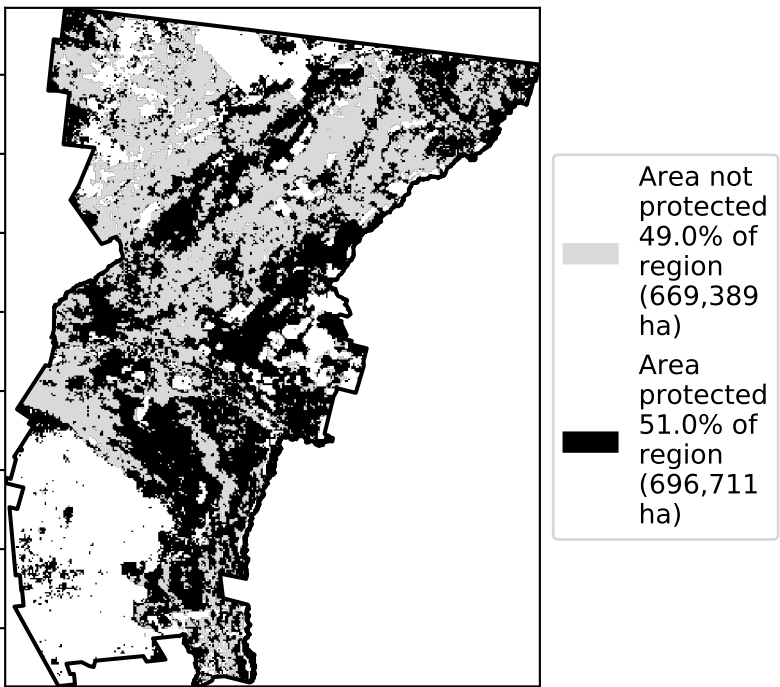 Area not
protected
49.0% of
region
(669,389
ha)
Area
protected
51.0% of
region
(696,711
ha)